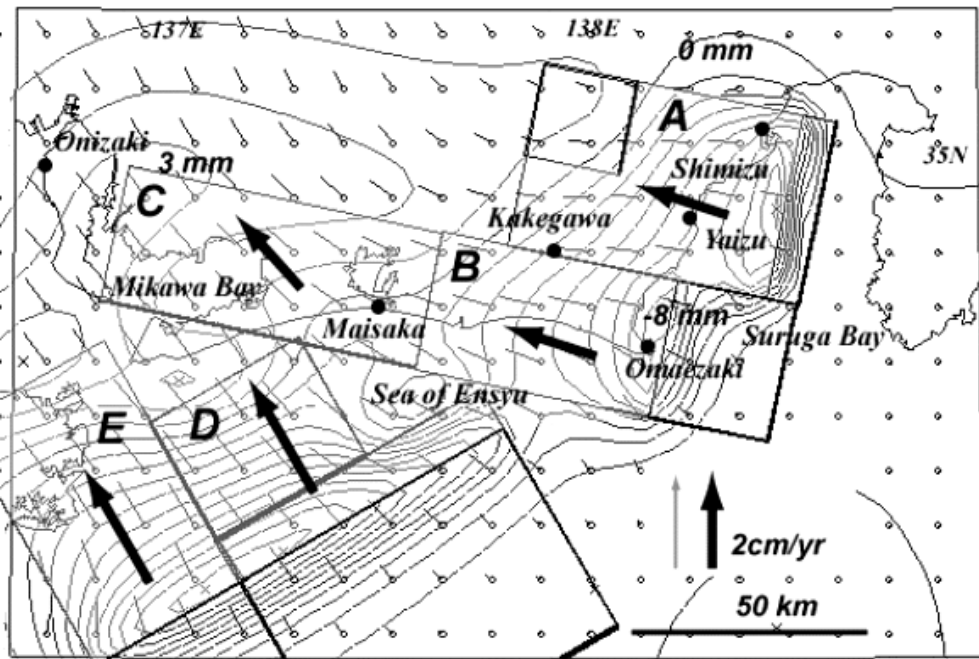 137E
138E
0 mm
A
Onizaki
3 mm
35N
Shimizu
C
Kakegawa
Yaizu
B
Mikawa Bay
-8 mm
Maisaka
Suruga Bay
Omaezaki
Sea of Ensyu
E
D
2cm/yr
50 km